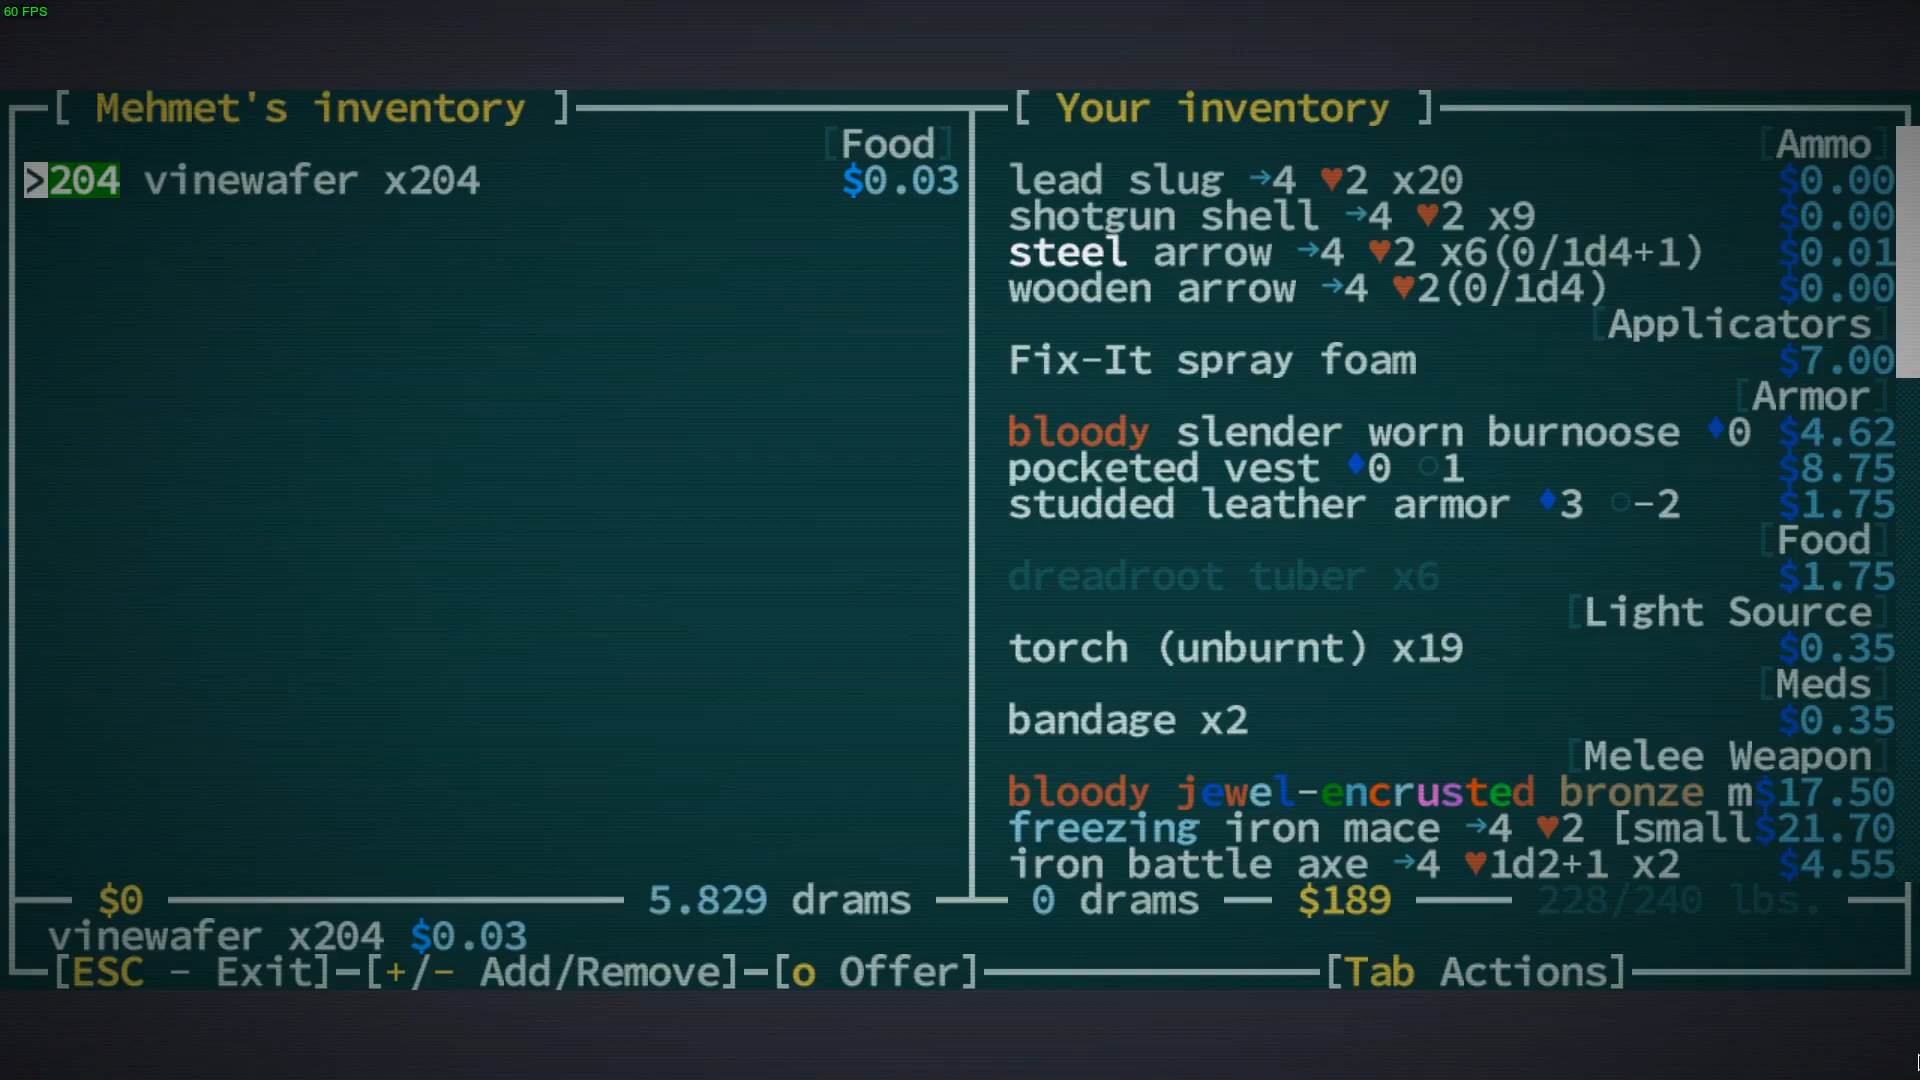 60 FPS
[ Mehmet's inventory ]
[Food]
>204 vinewafer x204 $0.03
[ Your inventory ]
[Ammo]
lead slug →4 ♥2 x20 $0.00
shotgun shell →4 ♥2 x9 $0.00
steel arrow →4 ♥2 x6(0/1d4+1) $0.01
wooden arrow →4 ♥2(0/1d4) $0.00
[Applicators]
Fix-It spray foam $7.00
[Armor]
bloody slender worn burnoose ♦0 $4.62
pocketed vest ♦0 ○1 $8.75
studded leather armor ♦3 ○-2 $1.75
[Food]
dreadroot tuber x6 $1.75
[Light Source]
torch (unburnt) x19 $0.35
[Meds]
bandage x2 $0.35
[Melee Weapon]
bloody jewel-encrusted bronze m$17.50
freezing iron mace →4 ♥2 [small$21.70
iron battle axe →4 ♥1d2+1 x2 $4.55
$0 5.829 drams 0 drams $189 228/240 lbs.
vinewafer x204 $0.03
[ESC - Exit]-[+/- Add/Remove]-[o Offer] [Tab Actions]